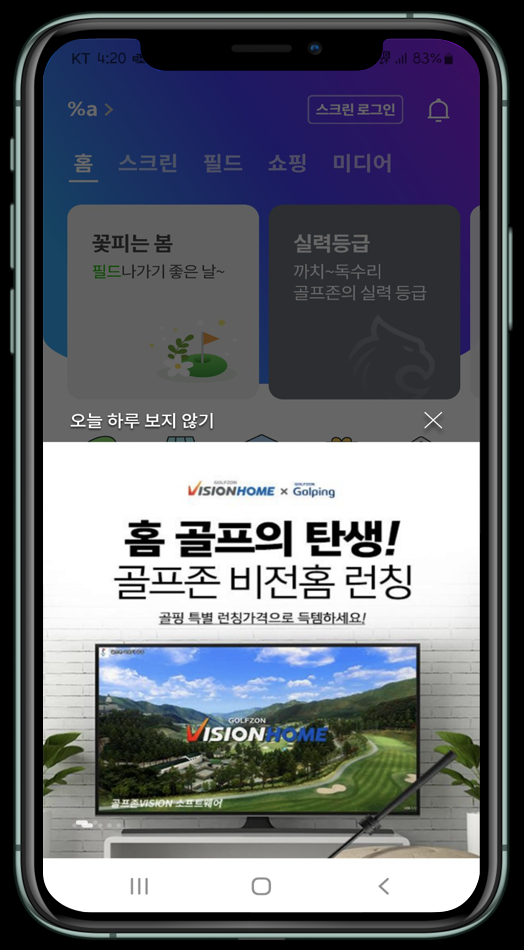 KT 4:20
83%
%a >
스크린 로그인
홈 스크린 필드 쇼핑 미디어
꽃피는 봄
필드나가기 좋은 날~
실력등급
까치~독수리
골프존의 실력 등급
오늘 하루 보지 않기
GOLFZON
VISIONHOME × GOLFZON Golping
홈 골프의 탄생!
골프존 비전홈 런칭
골핑 특별 런칭가격으로 득템하세요!
GOLFZON
VISIONHOME
골프존VISION 소프트웨어